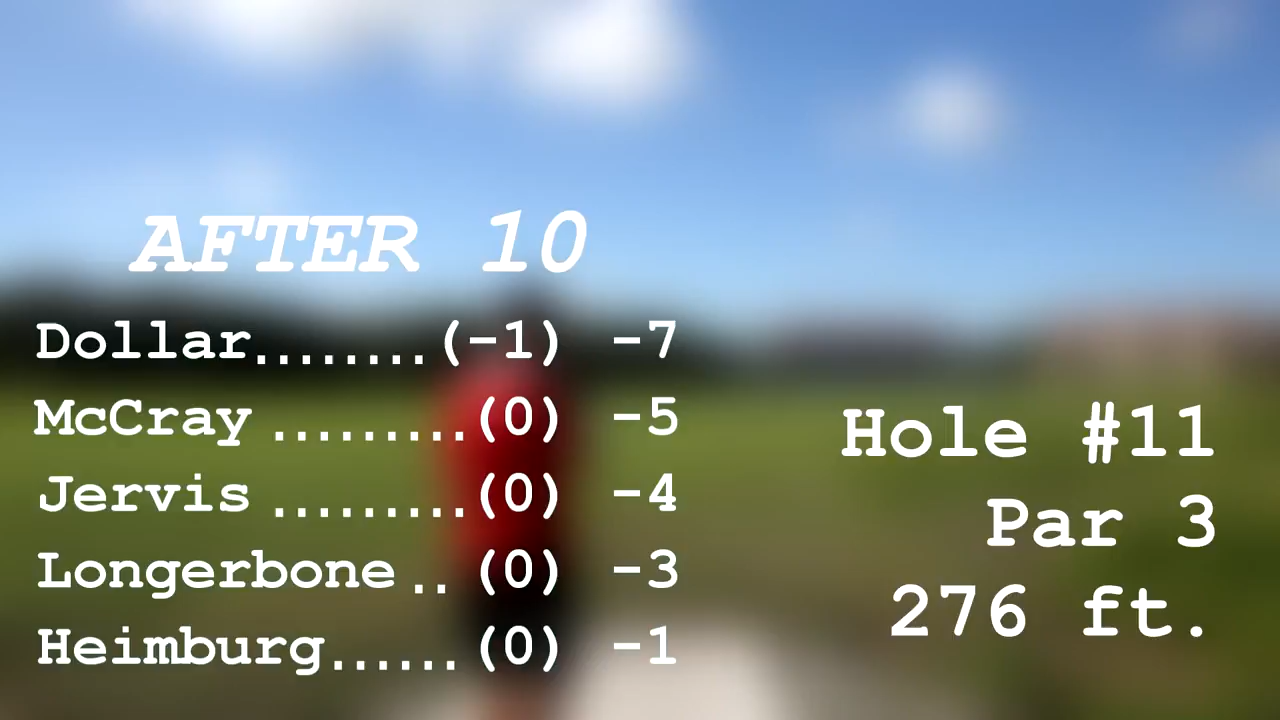 AFTER 10
Dollar........(-1) -7
McCray .........(0) -5
Jervis .........(0) -4
Longerbone .. (0) -3
Heimburg...... (0) -1
Hole #11
Par 3
276 ft.